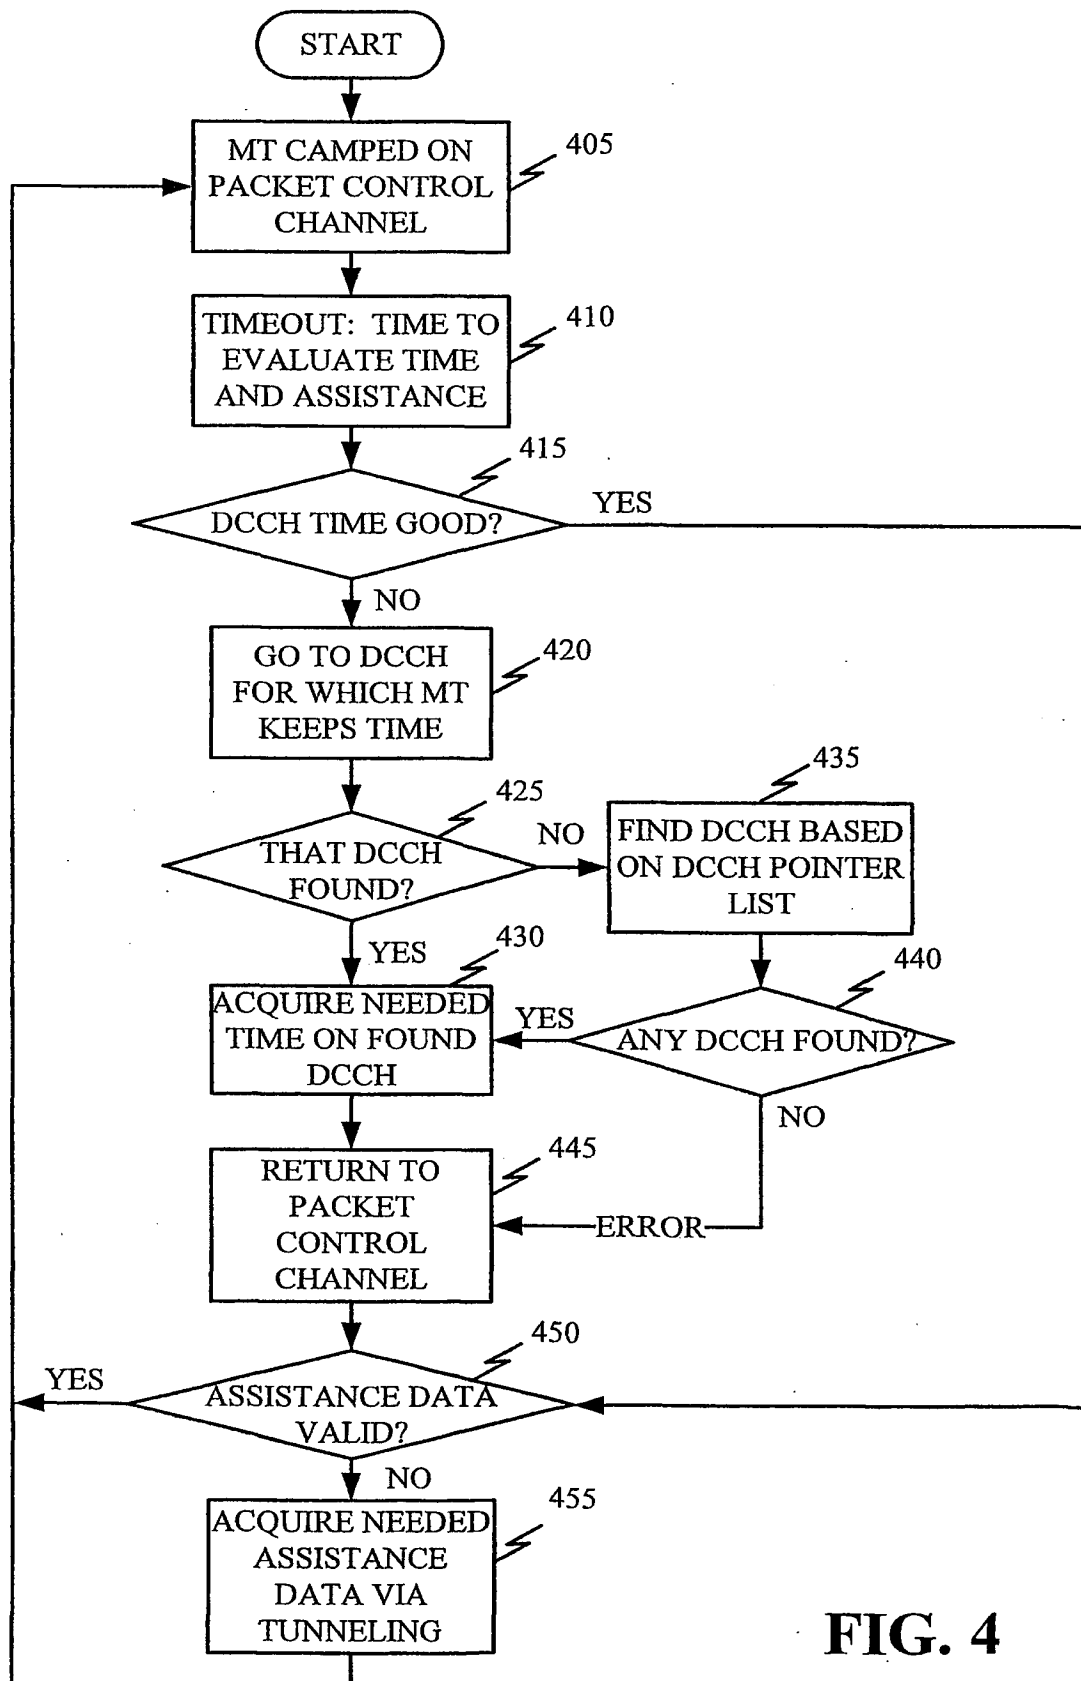 START
MT CAMPED ON
PACKET CONTROL
CHANNEL
405
TIMEOUT: TIME TO
EVALUATE TIME
AND ASSISTANCE
410
DCCH TIME GOOD?
415
YES
NO
GO TO DCCH
FOR WHICH MT
KEEPS TIME
420
THAT DCCH
FOUND?
425
NO
YES
FIND DCCH BASED
ON DCCH POINTER
LIST
435
ACQUIRE NEEDED
TIME ON FOUND
DCCH
430
YES
ANY DCCH FOUND?
440
NO
RETURN TO
PACKET
CONTROL
CHANNEL
445
ERROR
ASSISTANCE DATA
VALID?
450
YES
NO
ACQUIRE NEEDED
ASSISTANCE
DATA VIA
TUNNELING
455
FIG. 4